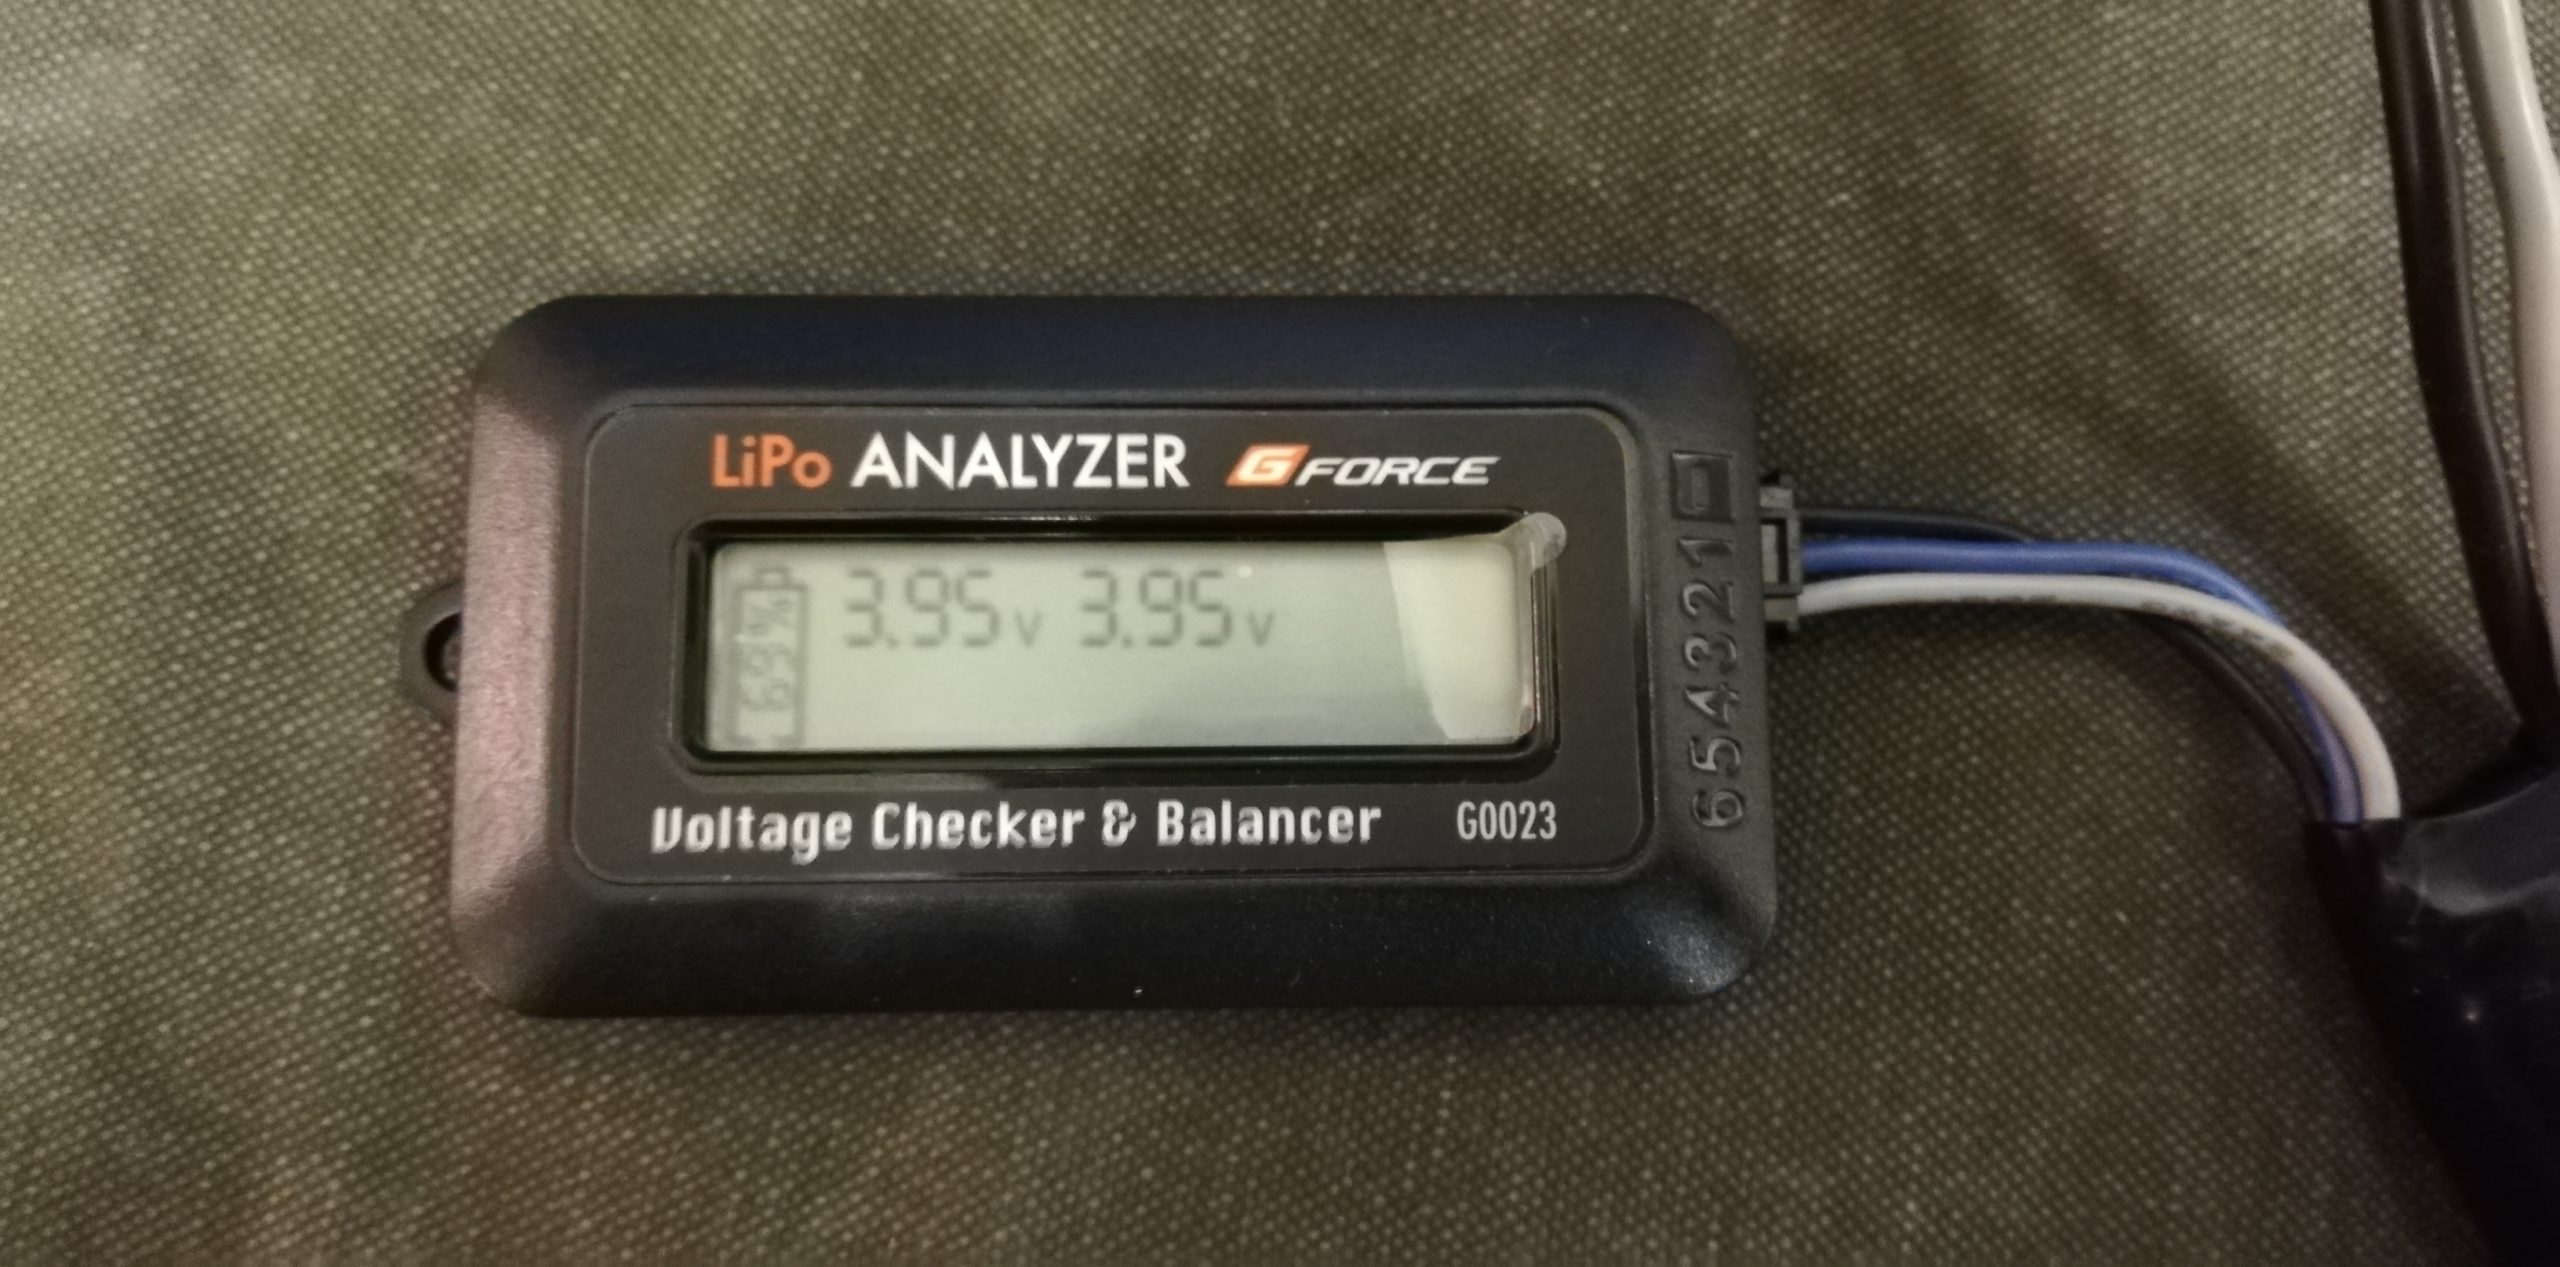 LiPo ANALYZER GFORCE
3.95v 3.95v
Voltage Checker & Balancer G0023
654321